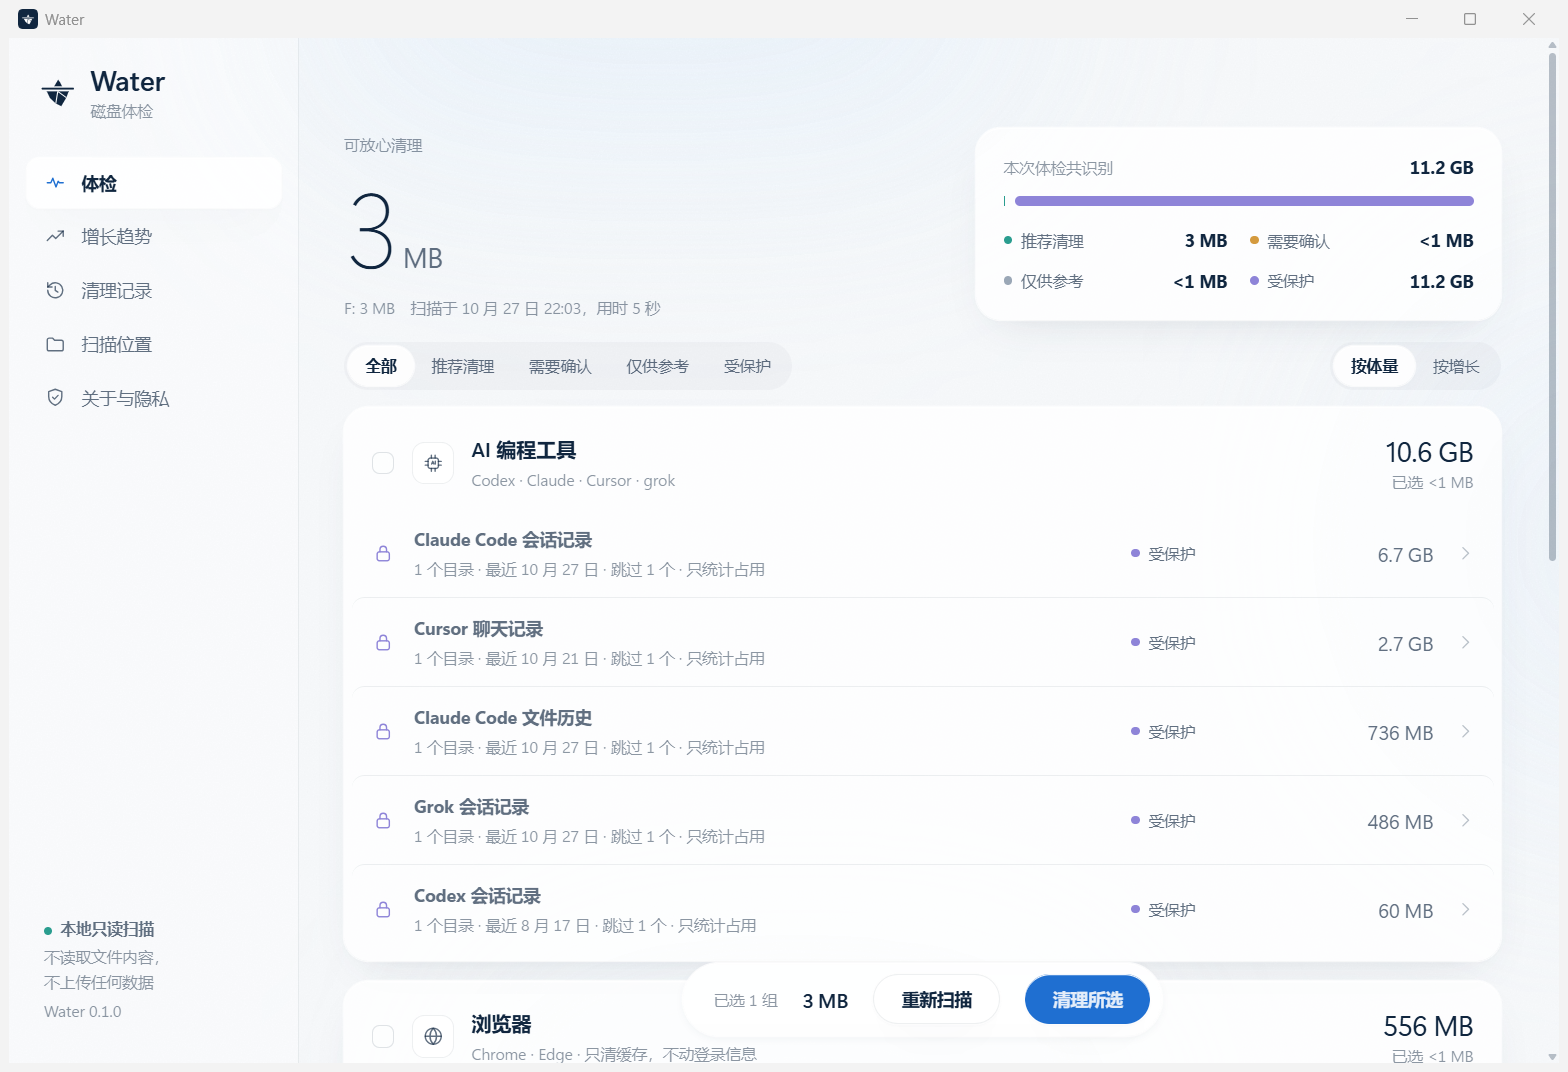 Water
Water
磁盘体检
体检
增长趋势
清理记录
扫描位置
关于与隐私
本地只读扫描
不读取文件内容，
不上传任何数据
Water 0.1.0
可放心清理
3 MB
F: 3 MB 扫描于 10 月 27 日 22:03，用时 5 秒
本次体检共识别 11.2 GB
推荐清理 3 MB 需要确认 <1 MB
仅供参考 <1 MB 受保护 11.2 GB
全部 推荐清理 需要确认 仅供参考 受保护 按体量 按增长
AI 编程工具 10.6 GB
Codex · Claude · Cursor · grok 已选 <1 MB
Claude Code 会话记录
1 个目录 · 最近 10 月 27 日 · 跳过 1 个 · 只统计占用
受保护 6.7 GB
Cursor 聊天记录
1 个目录 · 最近 10 月 21 日 · 跳过 1 个 · 只统计占用
受保护 2.7 GB
Claude Code 文件历史
1 个目录 · 最近 10 月 27 日 · 跳过 1 个 · 只统计占用
受保护 736 MB
Grok 会话记录
1 个目录 · 最近 10 月 27 日 · 跳过 1 个 · 只统计占用
受保护 486 MB
Codex 会话记录
1 个目录 · 最近 8 月 17 日 · 跳过 1 个 · 只统计占用
受保护 60 MB
已选 1 组 3 MB 重新扫描 清理所选
浏览器 556 MB
Chrome · Edge · 只清缓存，不动登录信息 已选 <1 MB